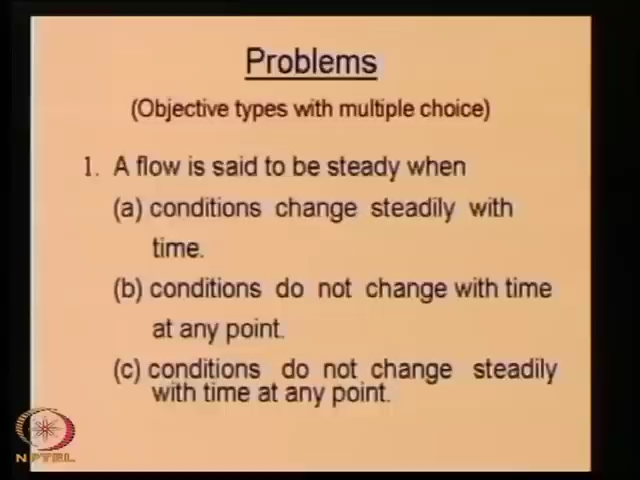 Problems
(Objective types with multiple choice)
1. A flow is said to be steady when
(a) conditions change steadily with
time.
(b) conditions do not change with time
at any point.
(c) conditions do not change steadily
with time at any point.
NPTEL